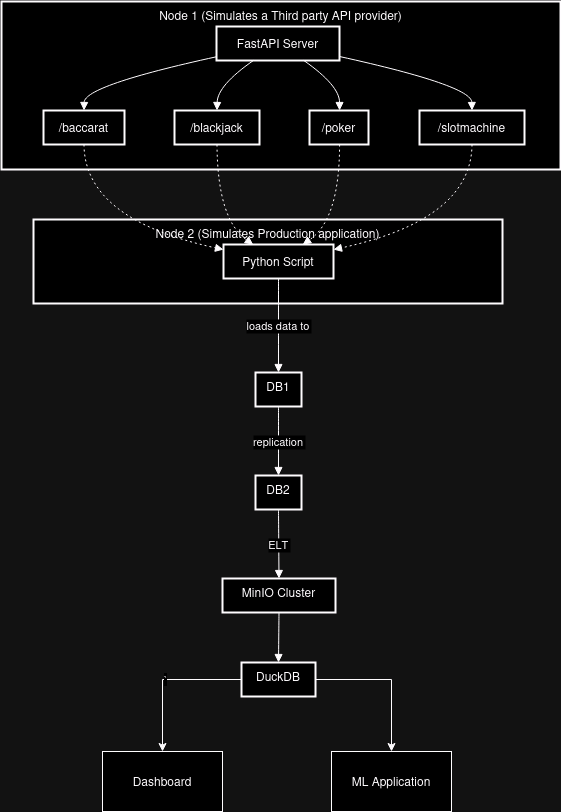 Node 1 (Simulates a Third party API provider)
FastAPI Server
/baccarat
/blackjack
/poker
/slotmachine
Node 2 (Simulates Production application)
Python Script
loads data to
DB1
replication
DB2
ELT
MinIO Cluster
DuckDB
Dashboard
ML Application